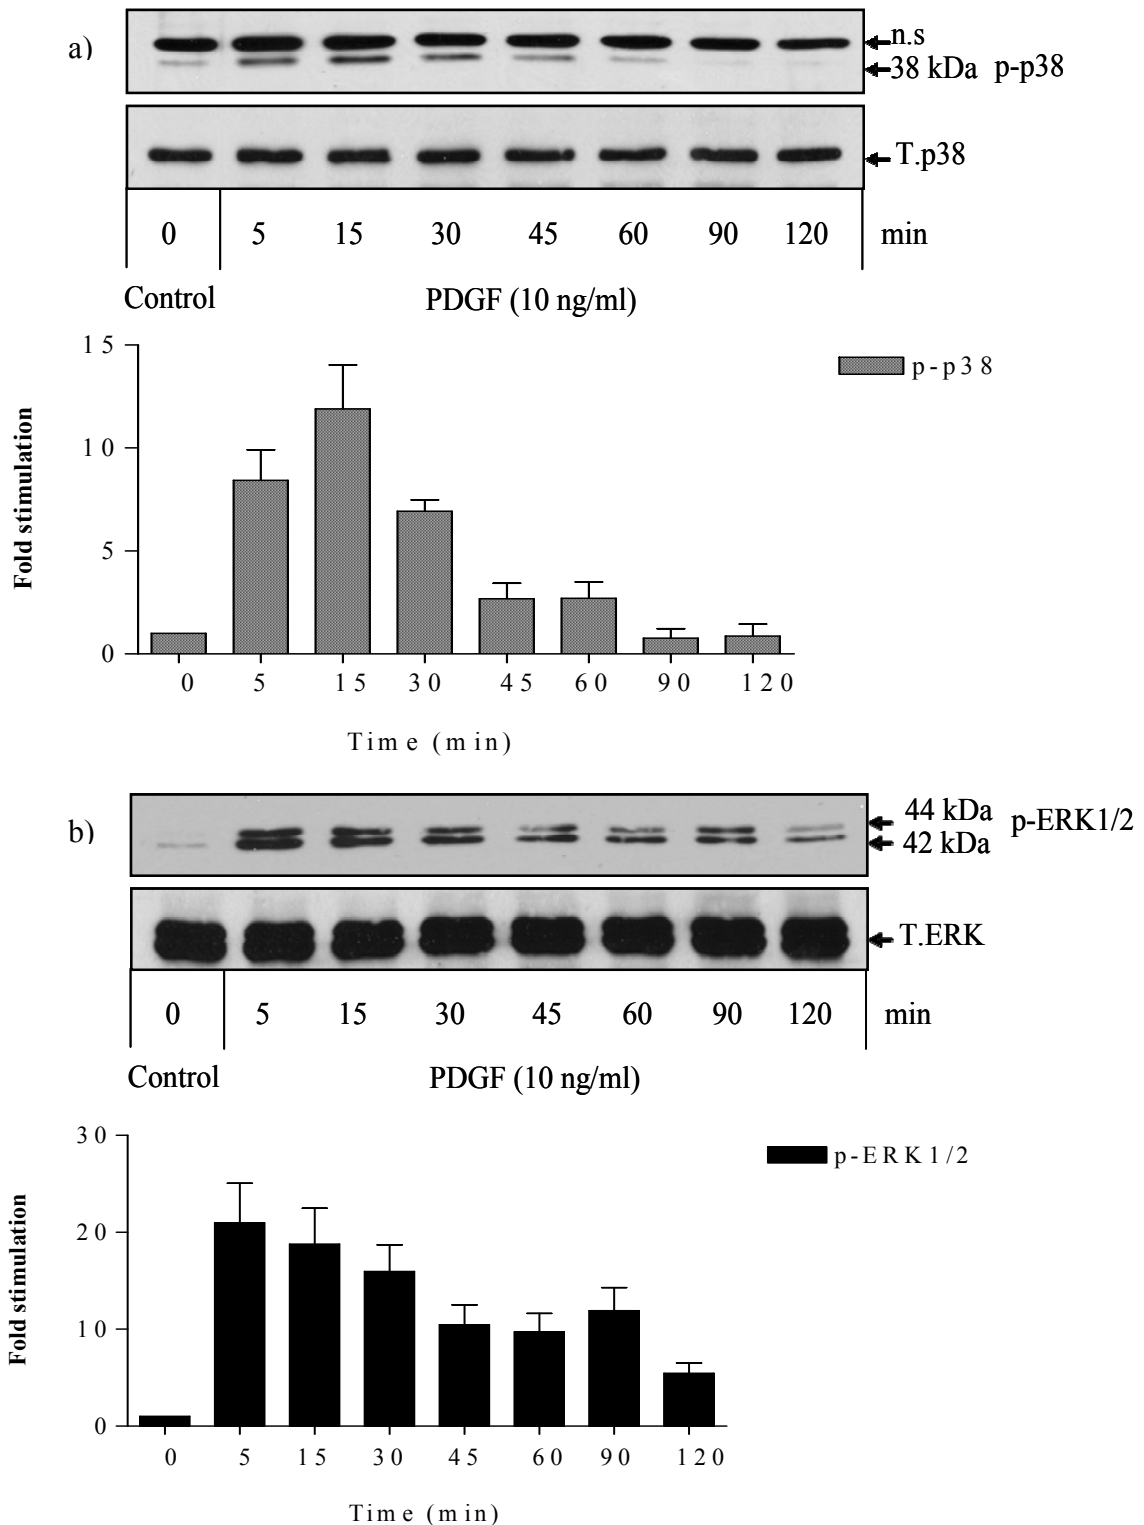 a)
n.s
38 kDa p-p38
T.p38
0 5 15 30 45 60 90 120 min
Control PDGF (10 ng/ml)
15
p-p38
10
5
0
Fold stimulation
0 5 15 30 45 60 90 120
Time (min)
b)
44 kDa p-ERK1/2
42 kDa
T.ERK
0 5 15 30 45 60 90 120 min
Control PDGF (10 ng/ml)
30
p-ERK1/2
20
10
0
Fold stimulation
0 5 15 30 45 60 90 120
Time (min)